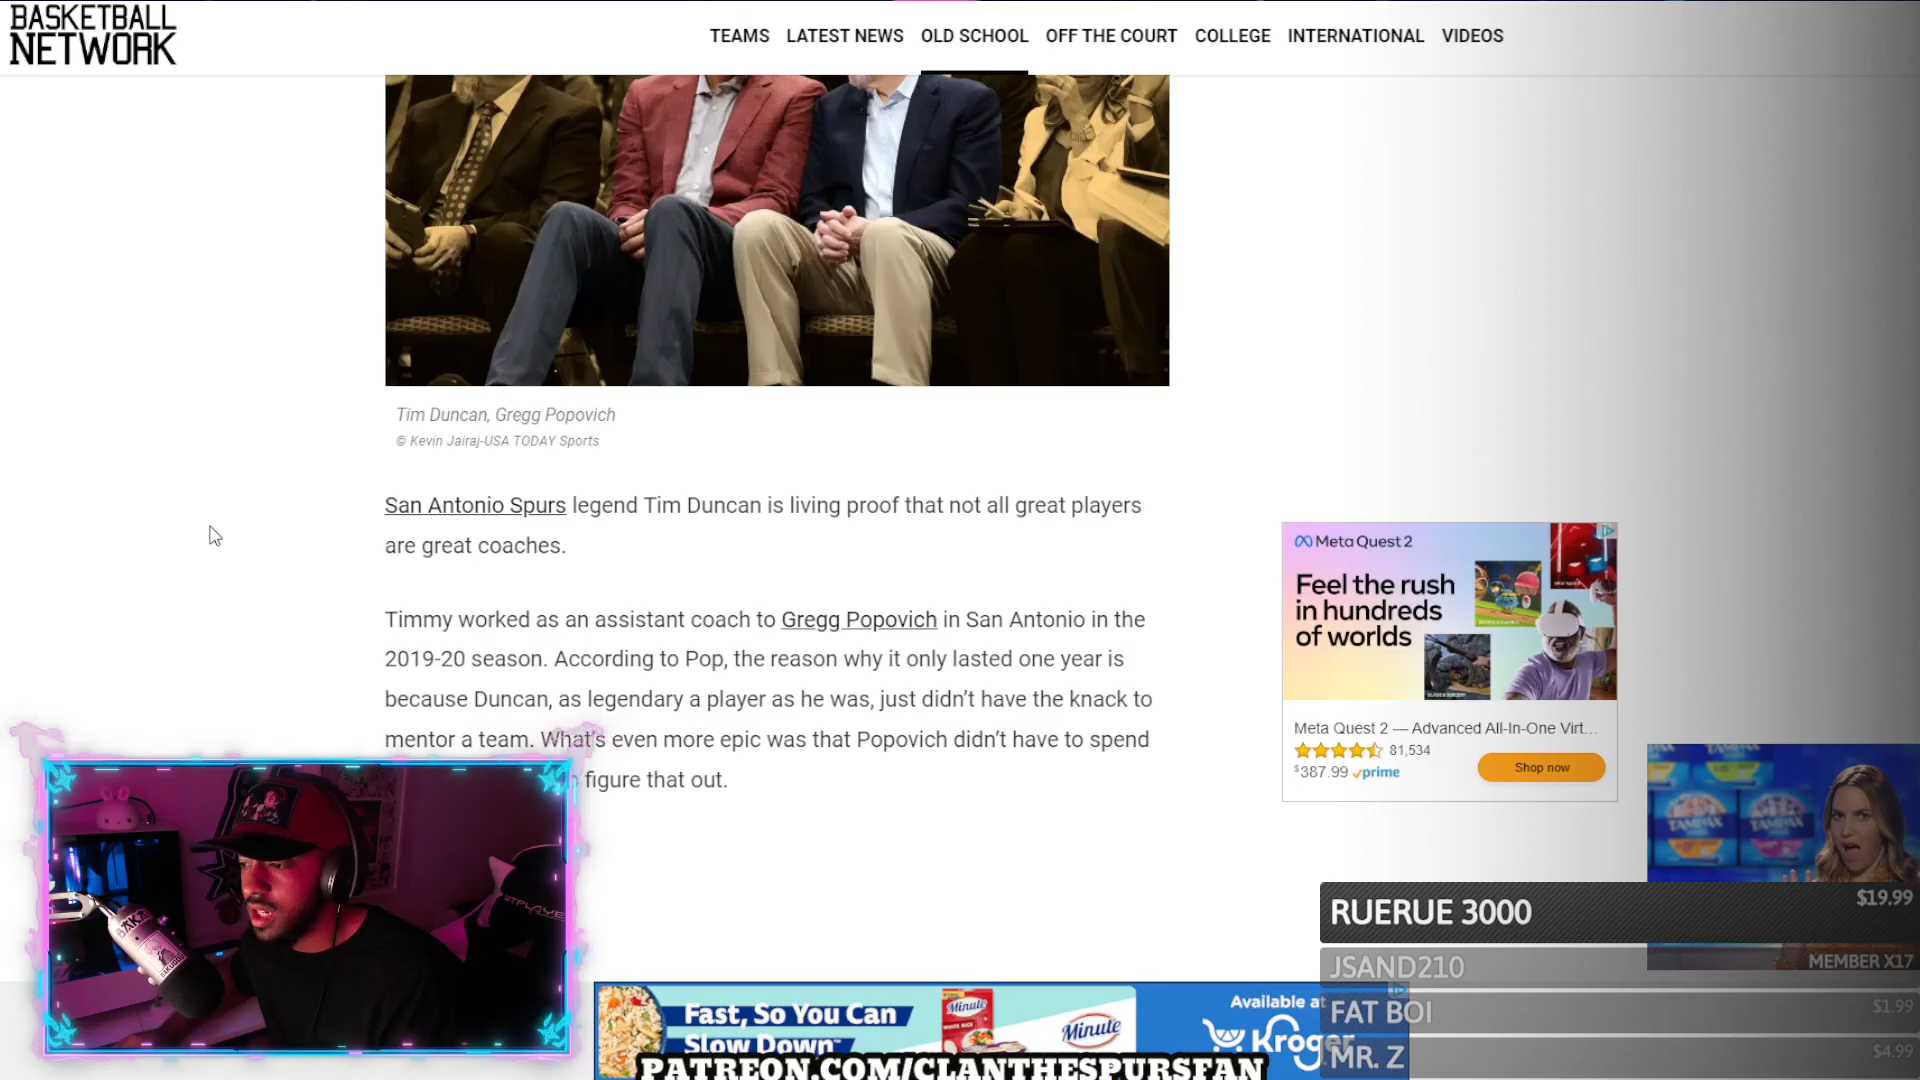 BASKETBALL
NETWORK
TEAMS LATEST NEWS OLD SCHOOL OFF THE COURT COLLEGE INTERNATIONAL VIDEOS
Tim Duncan, Gregg Popovich
© Kevin Jairaj-USA TODAY Sports
San Antonio Spurs legend Tim Duncan is living proof that not all great players
are great coaches.
Timmy worked as an assistant coach to Gregg Popovich in San Antonio in the
2019-20 season. According to Pop, the reason why it only lasted one year is
because Duncan, as legendary a player as he was, just didn’t have the knack to
mentor a team. What’s even more epic was that Popovich didn’t have to spend
figure that out.
Meta Quest 2
Feel the rush
in hundreds
of worlds
Meta Quest 2 — Advanced All-In-One Virt...
81,534
$387.99 prime
Shop now
TAMPAX
TAMPAX
RUERUE 3000 $19.99
JSAND210 MEMBER X17
FAT BOI $1.99
MR. Z $4.99
Fast, So You Can
Slow Down™
Minute
WHITE RICE
Minute
Available at
Kroger
PATREON.COM/CLANTHESPURSFAN